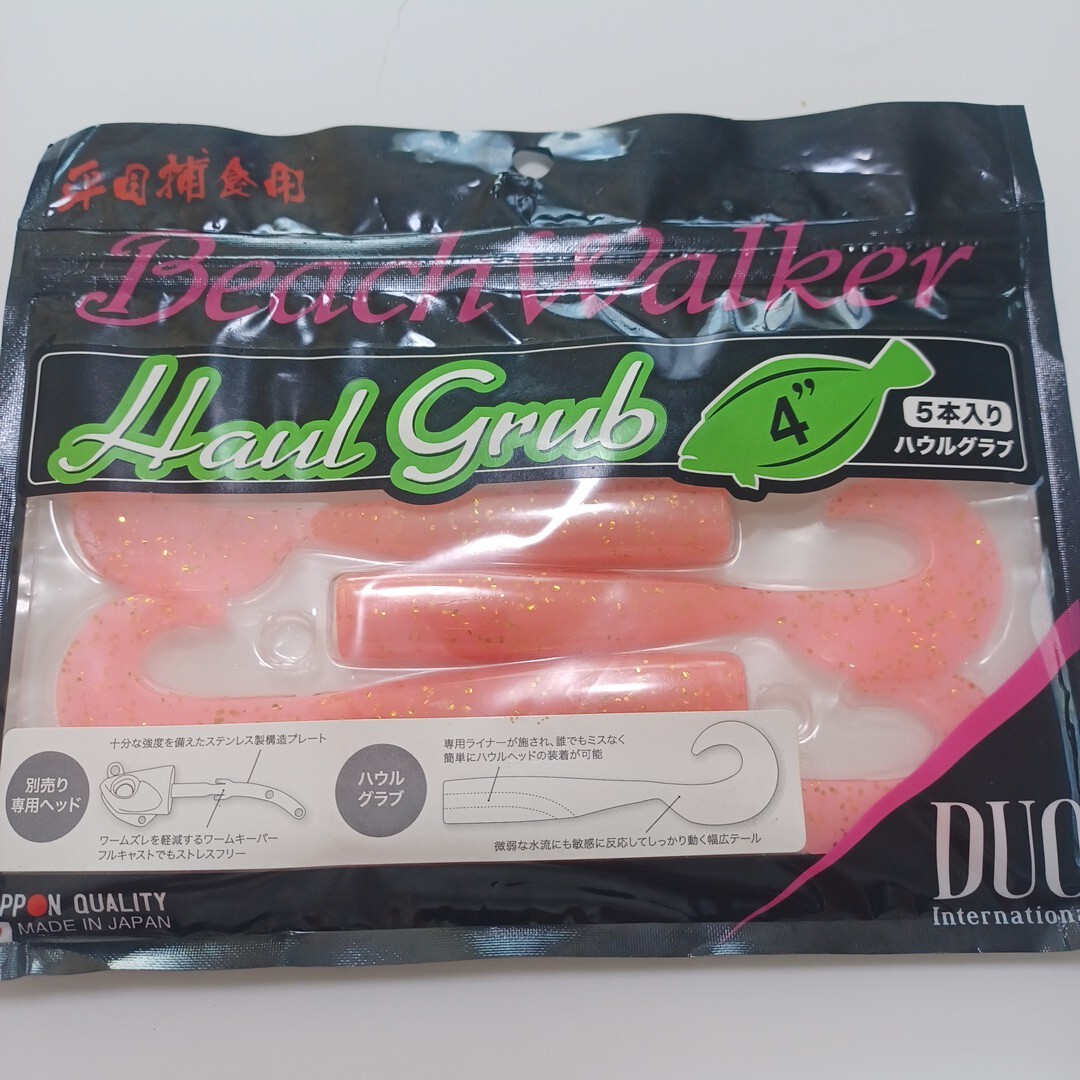 平目捕食用
Beach Walker
Haul Grub
4”
5本入り
ハウルグラブ
十分な強度を備えたステンレス製構造プレート
別売り
専用ヘッド
ワームズレを軽減するワームキーパー
フルキャストでもストレスフリー
ハウル
グラブ
専用ライナーが施され、誰でもミスなく
簡単にハウルヘッドの装着が可能
微弱な水流にも敏感に反応してしっかり動く幅広テール
PPON QUALITY
MADE IN JAPAN
DUO
Internationa